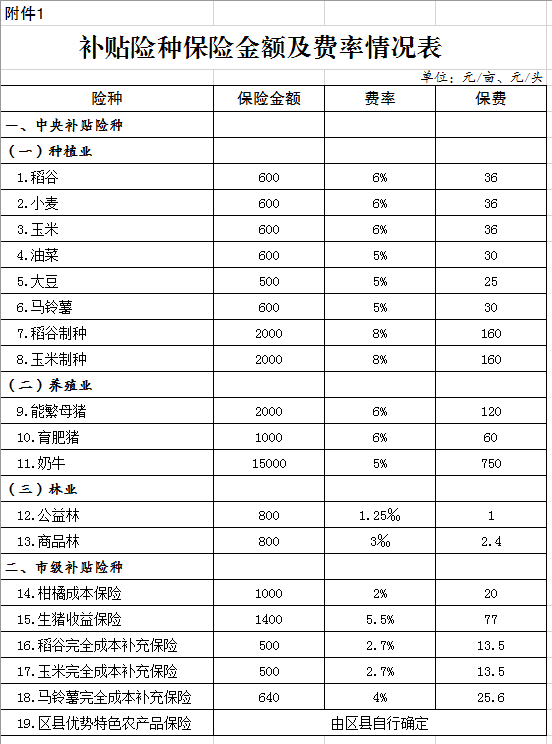 附件1
补贴险种保险金额及费率情况表
单位：元/亩、元/头
险种 保险金额 费率 保费
一、中央补贴险种
（一）种植业
1.稻谷 600 6% 36
2.小麦 600 6% 36
3.玉米 600 6% 36
4.油菜 600 5% 30
5.大豆 500 5% 25
6.马铃薯 600 5% 30
7.稻谷制种 2000 8% 160
8.玉米制种 2000 8% 160
（二）养殖业
9.能繁母猪 2000 6% 120
10.育肥猪 1000 6% 60
11.奶牛 15000 5% 750
（三）林业
12.公益林 800 1.25‰ 1
13.商品林 800 3‰ 2.4
二、市级补贴险种
14.柑橘成本保险 1000 2% 20
15.生猪收益保险 1400 5.5% 77
16.稻谷完全成本补充保险 500 2.7% 13.5
17.玉米完全成本补充保险 500 2.7% 13.5
18.马铃薯完全成本补充保险 640 4% 25.6
19.区县优势特色农产品保险 由区县自行确定